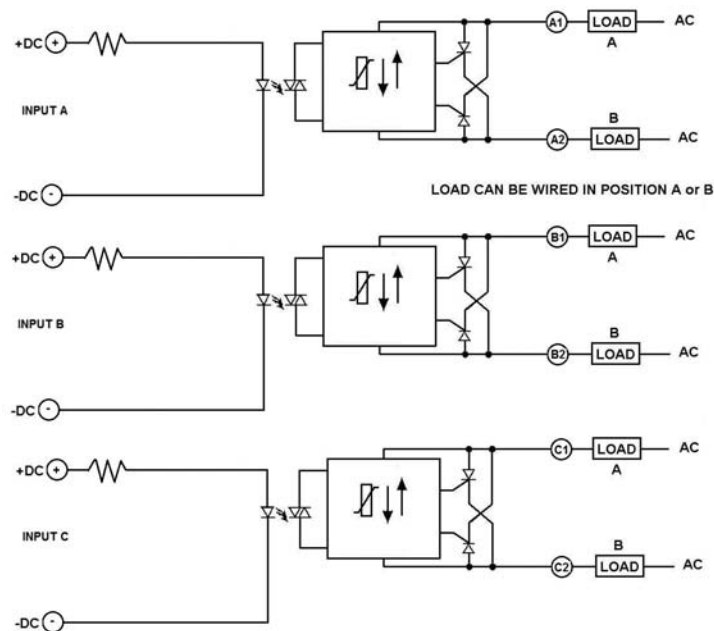 A1 LOAD AC
A
+DC +
INPUT A
B
A2 LOAD AC
-DC -
LOAD CAN BE WIRED IN POSITION A or B
B1 LOAD AC
A
+DC +
INPUT B
B
B2 LOAD AC
-DC -
C1 LOAD AC
A
+DC +
INPUT C
B
C2 LOAD AC
-DC -